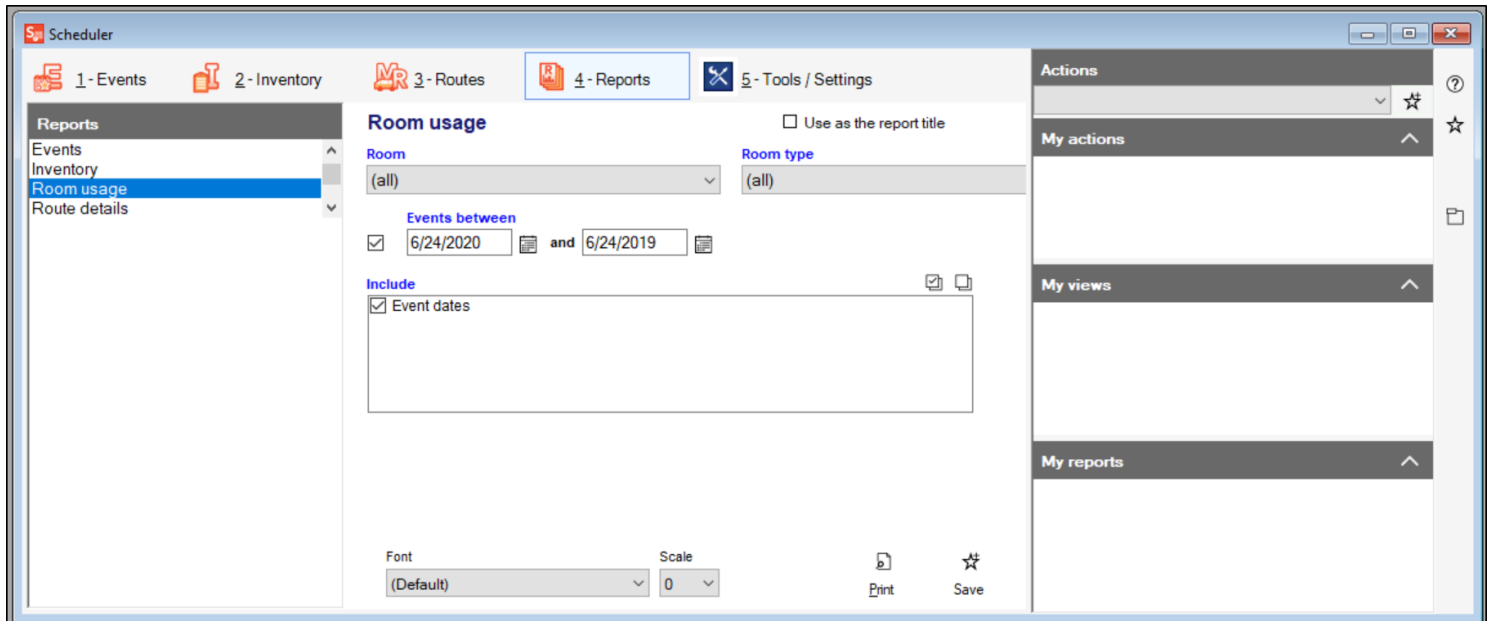 Scheduler
1 - Events
2 - Inventory
3 - Routes
4 - Reports
5 - Tools / Settings
Reports
Events
Inventory
Room usage
Route details
Room usage
Use as the report title
Room
Room type
(all)
(all)
Events between
6/24/2020
and
6/24/2019
Include
Event dates
Font
Scale
(Default)
0
Print
Save
Actions
My actions
My views
My reports